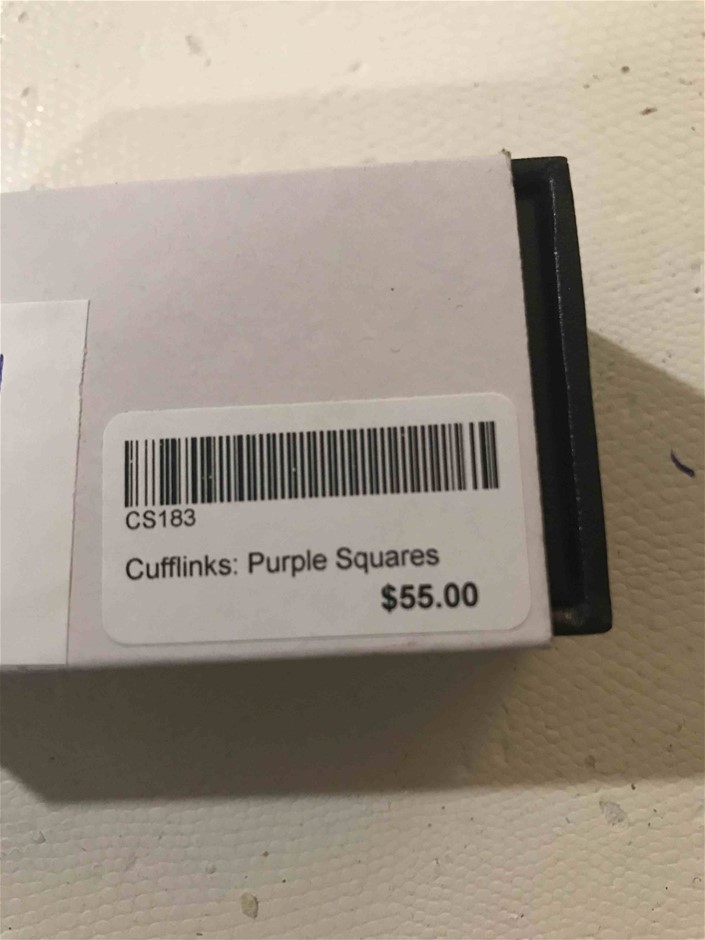 CS183
Cufflinks: Purple Squares
$55.00